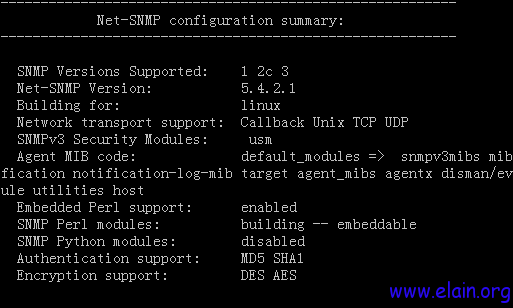 ---------------------------------------------------------
Net-SNMP configuration summary:
---------------------------------------------------------
SNMP Versions Supported: 1 2c 3
Net-SNMP Version: 5.4.2.1
Building for: linux
Network transport support: Callback Unix TCP UDP
SNMPv3 Security Modules: usm
Agent MIB code: default_modules => snmpv3mibs mib
fication notification-log-mib target agent_mibs agentx disman/ev
ule utilities host
Embedded Perl support: enabled
SNMP Perl modules: building -- embeddable
SNMP Python modules: disabled
Authentication support: MD5 SHA1
Encryption support: DES AES
www.elain.org